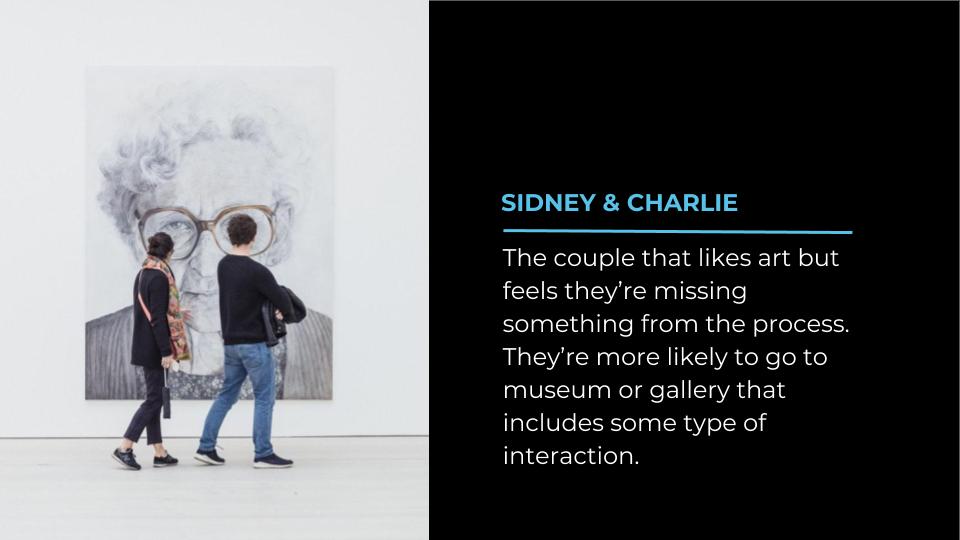 SIDNEY & CHARLIE
The couple that likes art but
feels they’re missing
something from the process.
They’re more likely to go to
museum or gallery that
includes some type of
interaction.